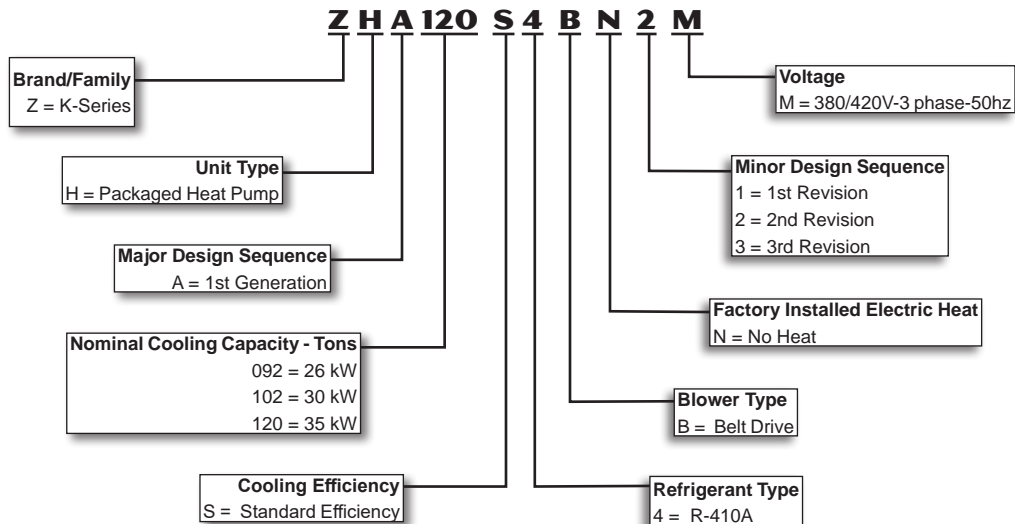 Z H A 120 S 4 B N 2 M
Brand/Family
Z = K-Series
Unit Type
H = Packaged Heat Pump
Major Design Sequence
A = 1st Generation
Nominal Cooling Capacity - Tons
092 = 26 kW
102 = 30 kW
120 = 35 kW
Cooling Efficiency
S = Standard Efficiency
Voltage
M = 380/420V-3 phase-50hz
Minor Design Sequence
1 = 1st Revision
2 = 2nd Revision
3 = 3rd Revision
Factory Installed Electric Heat
N = No Heat
Blower Type
B = Belt Drive
Refrigerant Type
4 = R-410A